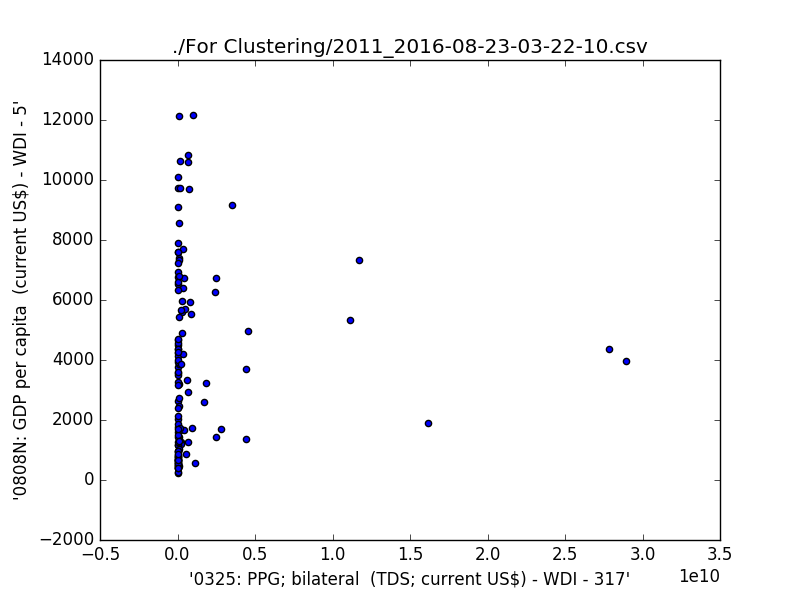 ./For Clustering/2011_2016-08-23-03-22-10.csv
14000
12000
10000
8000
6000
4000
2000
0
−2000
'0808N: GDP per capita  (current US$) - WDI - 5'
−0.5 0.0 0.5 1.0 1.5 2.0 2.5 3.0 3.5
1e10
'0325: PPG; bilateral  (TDS; current US$) - WDI - 317'